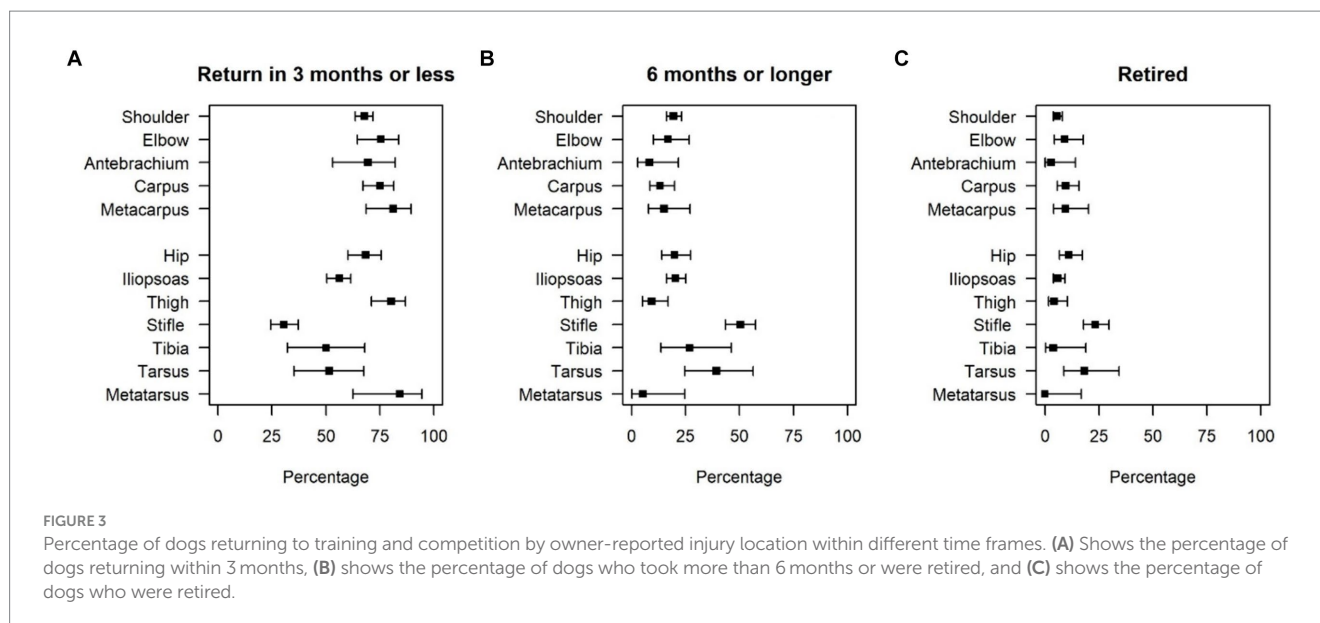 A
Return in 3 months or less
Shoulder
Elbow
Antebrachium
Carpus
Metacarpus
Hip
Iliopsoas
Thigh
Stifle
Tibia
Tarsus
Metatarsus
0 25 50 75 100
Percentage
B
6 months or longer
Shoulder
Elbow
Antebrachium
Carpus
Metacarpus
Hip
Iliopsoas
Thigh
Stifle
Tibia
Tarsus
Metatarsus
0 25 50 75 100
Percentage
C
Retired
Shoulder
Elbow
Antebrachium
Carpus
Metacarpus
Hip
Iliopsoas
Thigh
Stifle
Tibia
Tarsus
Metatarsus
0 25 50 75 100
Percentage
FIGURE 3
Percentage of dogs returning to training and competition by owner-reported injury location within different time frames. (A) Shows the percentage of
dogs returning within 3 months, (B) shows the percentage of dogs who took more than 6 months or were retired, and (C) shows the percentage of
dogs who were retired.